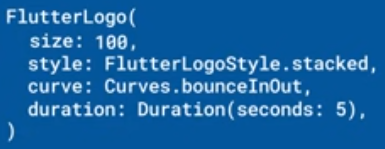 FlutterLogo(
  size: 100,
  style: FlutterLogoStyle.stacked,
  curve: Curves.bounceInOut,
  duration: Duration(seconds: 5),
)